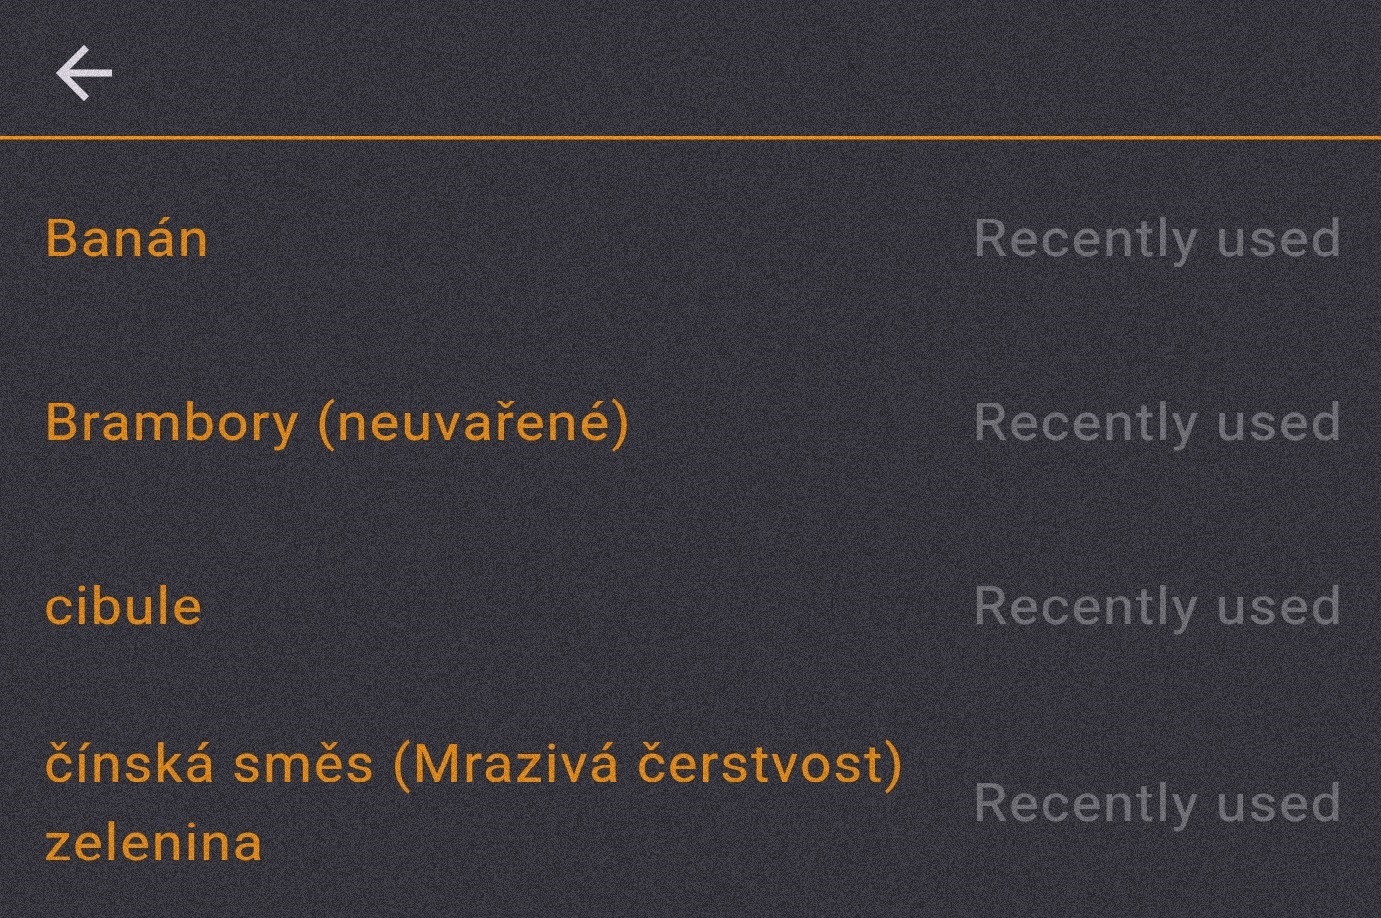 Banán Recently used
Brambory (neuvařené) Recently used
cibule Recently used
čínská směs (Mrazivá čerstvost)
zelenina
Recently used